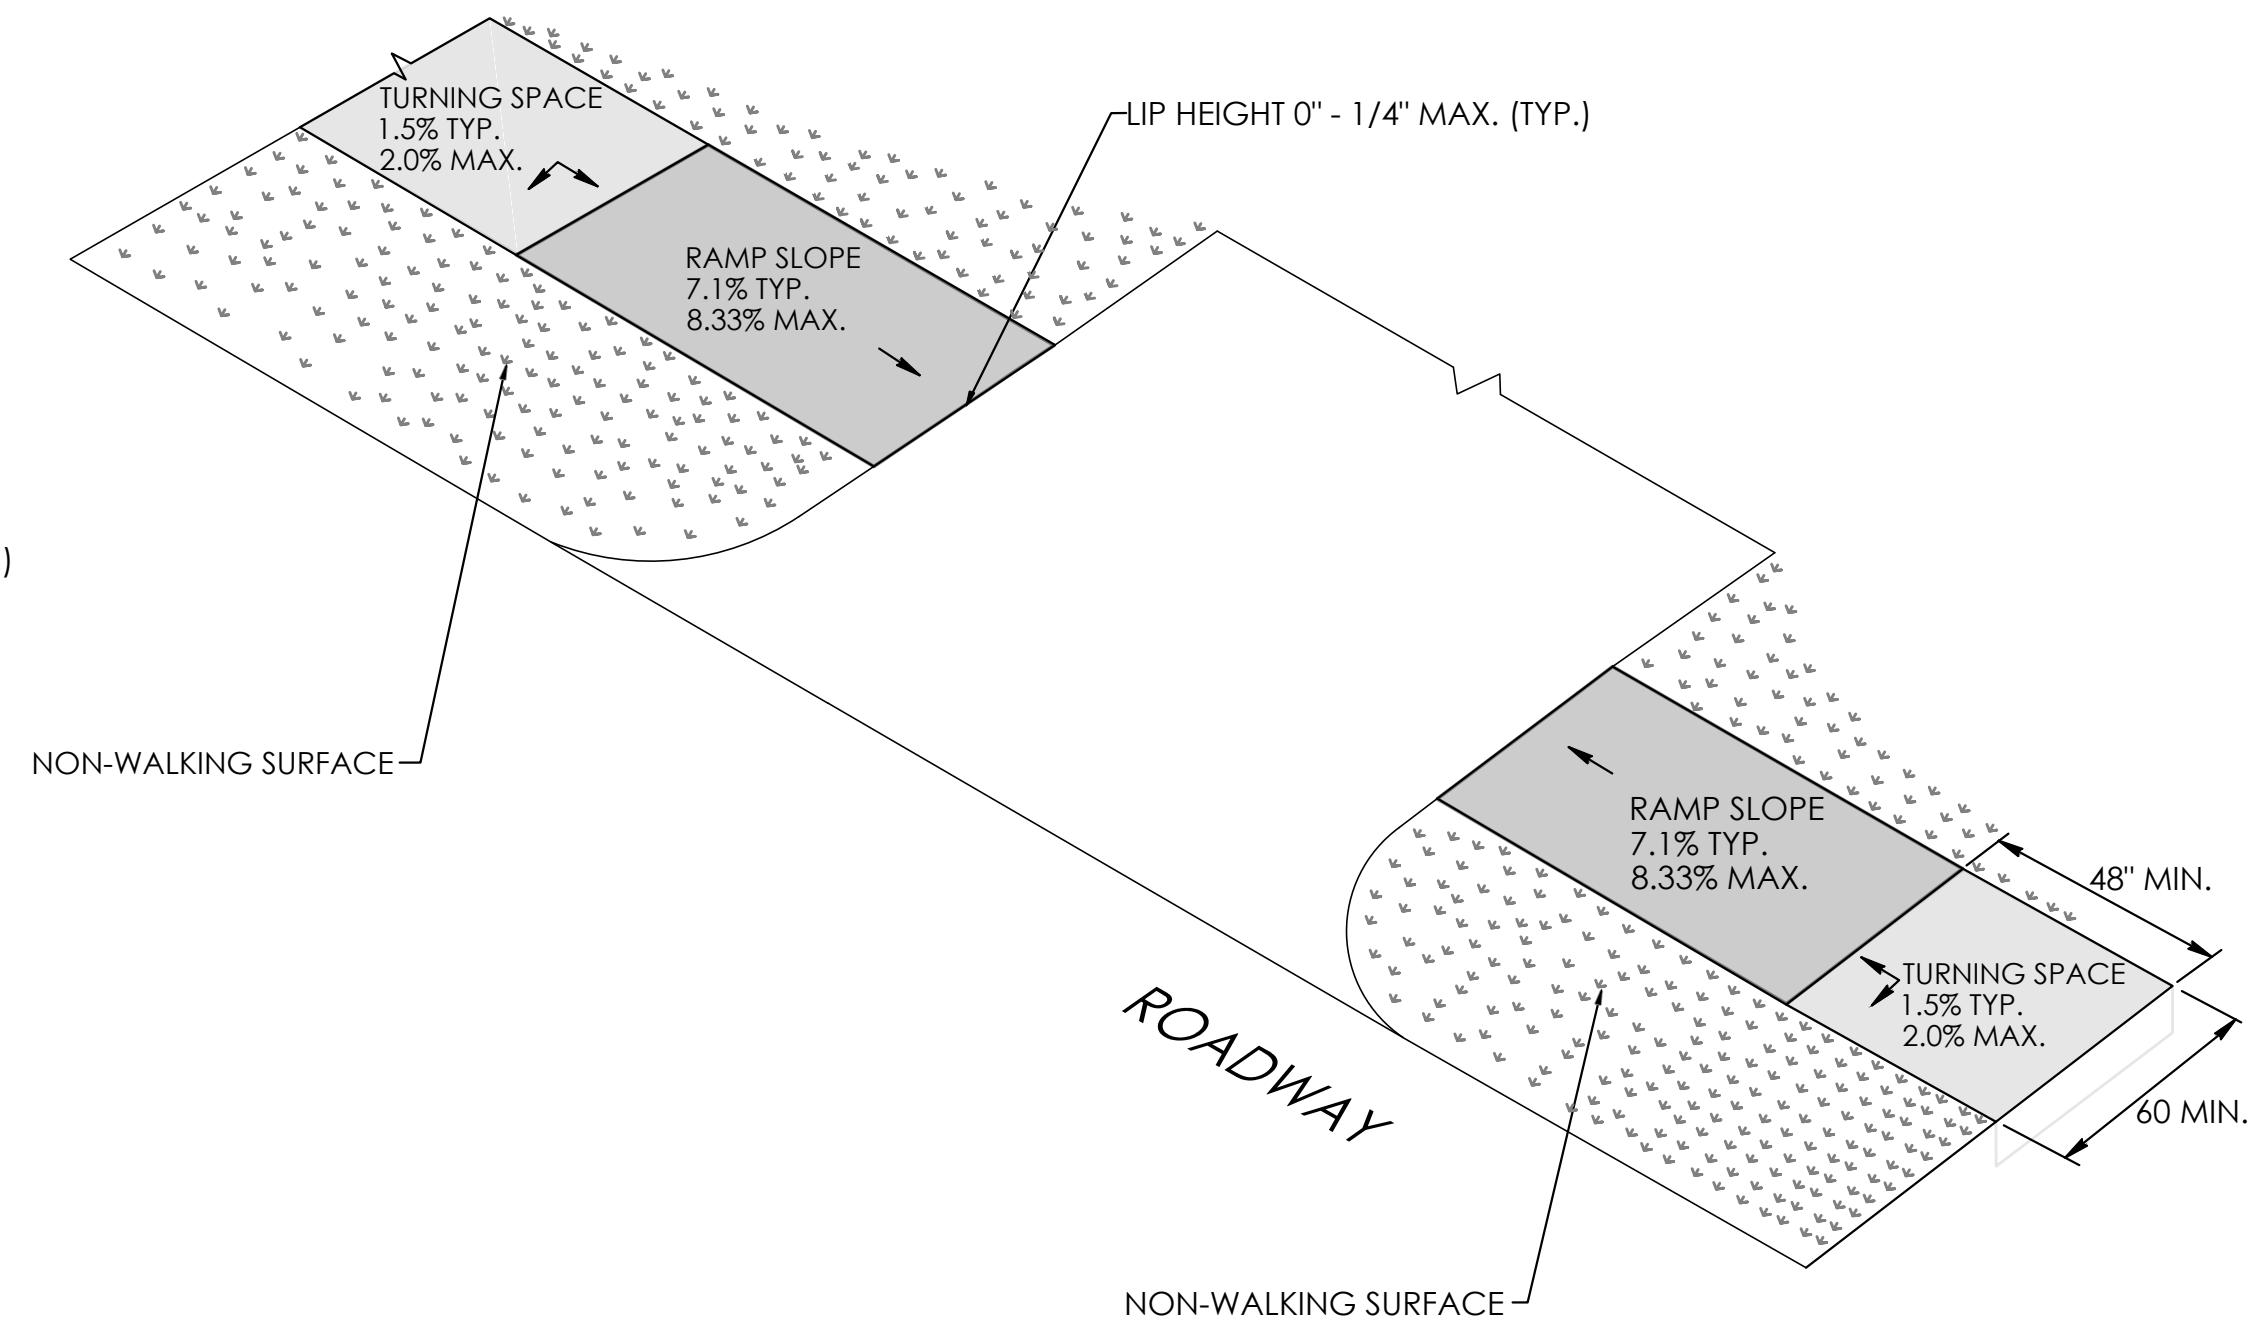 TURNING SPACE
1.5% TYP.
2.0% MAX.
LIP HEIGHT 0" - 1/4" MAX. (TYP.)
RAMP SLOPE
7.1% TYP.
8.33% MAX.
)
NON-WALKING SURFACE
RAMP SLOPE
7.1% TYP.
8.33% MAX.
48" MIN.
TURNING SPACE
1.5% TYP.
2.0% MAX.
60 MIN.
ROADWAY
NON-WALKING SURFACE